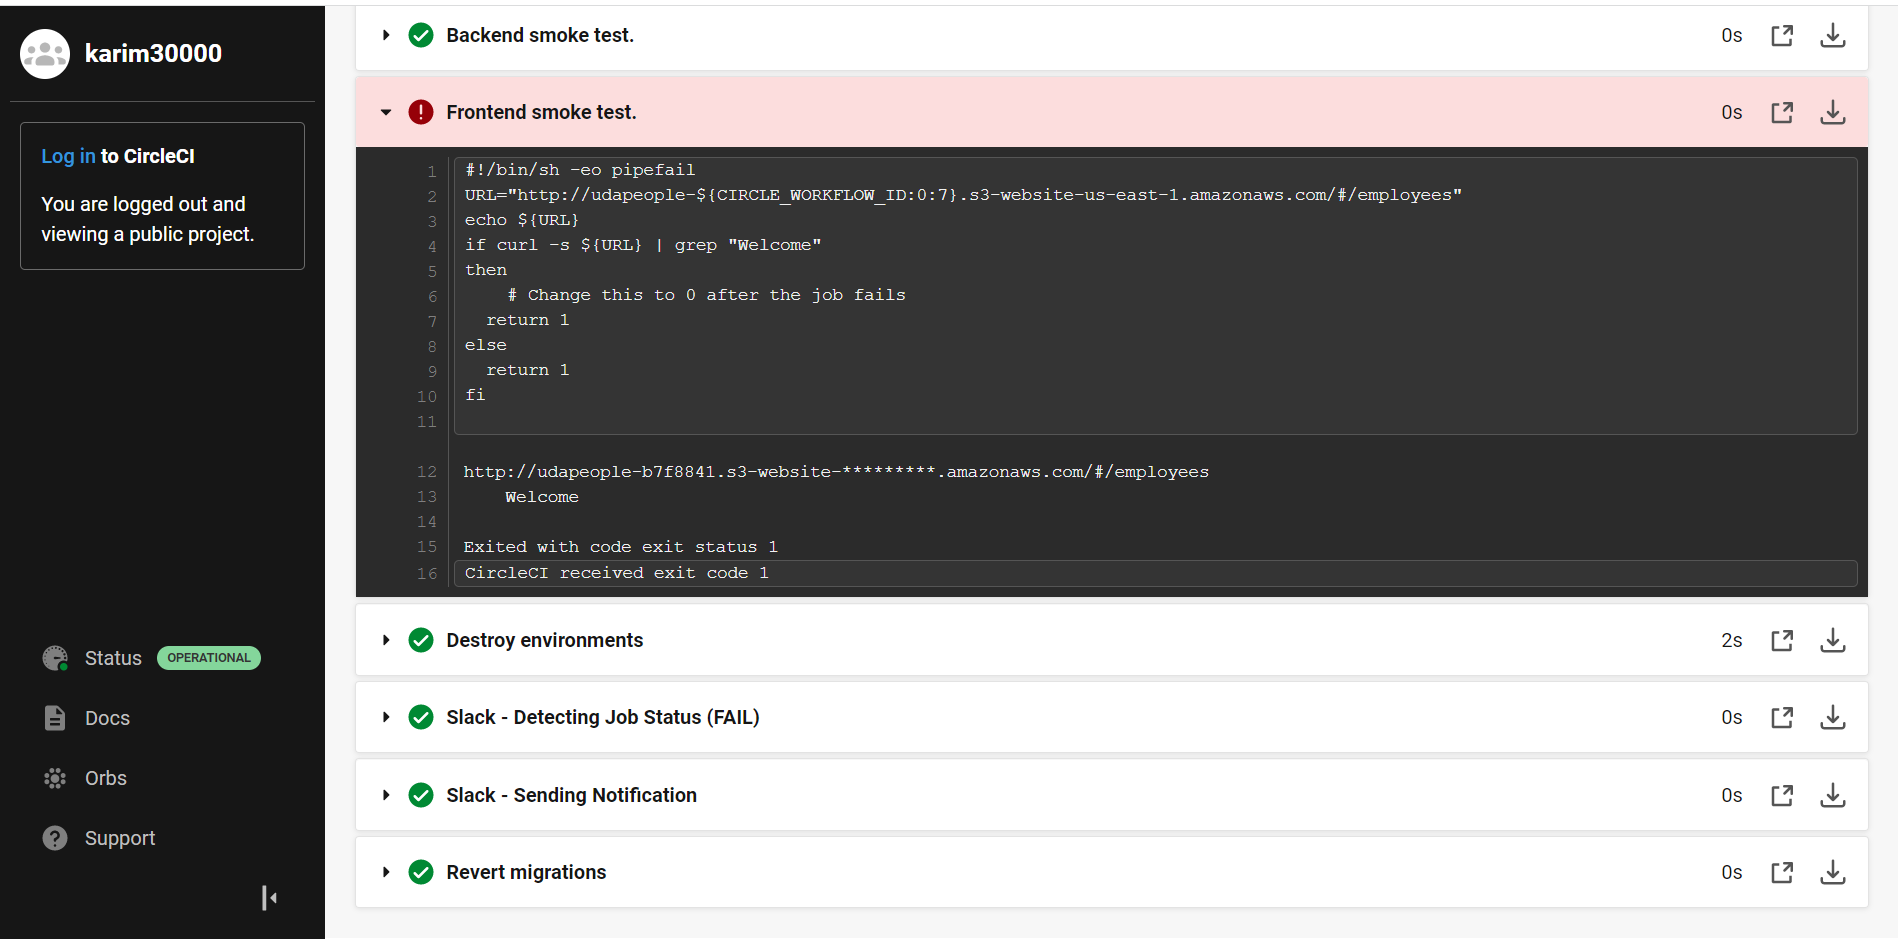 karim30000
Log in to CircleCI
You are logged out and
viewing a public project.
Status OPERATIONAL
Docs
Orbs
Support
Backend smoke test. 0s
Frontend smoke test. 0s
1 #!/bin/sh -eo pipefail
2 URL="http://udapeople-${CIRCLE_WORKFLOW_ID:0:7}.s3-website-us-east-1.amazonaws.com/#/employees"
3 echo ${URL}
4 if curl -s ${URL} | grep "Welcome"
5 then
6     # Change this to 0 after the job fails
7   return 1
8 else
9   return 1
10 fi
11
12 http://udapeople-b7f8841.s3-website-*********.amazonaws.com/#/employees
13     Welcome
14
15 Exited with code exit status 1
16 CircleCI received exit code 1
Destroy environments 2s
Slack - Detecting Job Status (FAIL) 0s
Slack - Sending Notification 0s
Revert migrations 0s